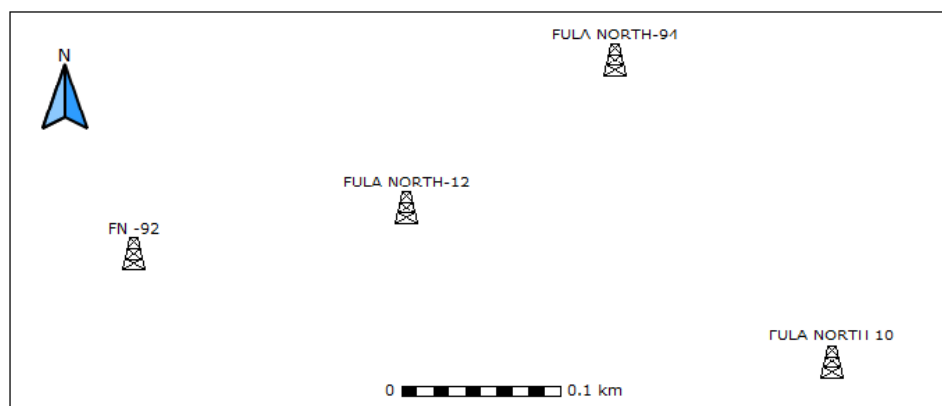 FULA NORTH-94
N
FULA NORTH-12
FN -92
FULA NORTH 10
0 0.1 km